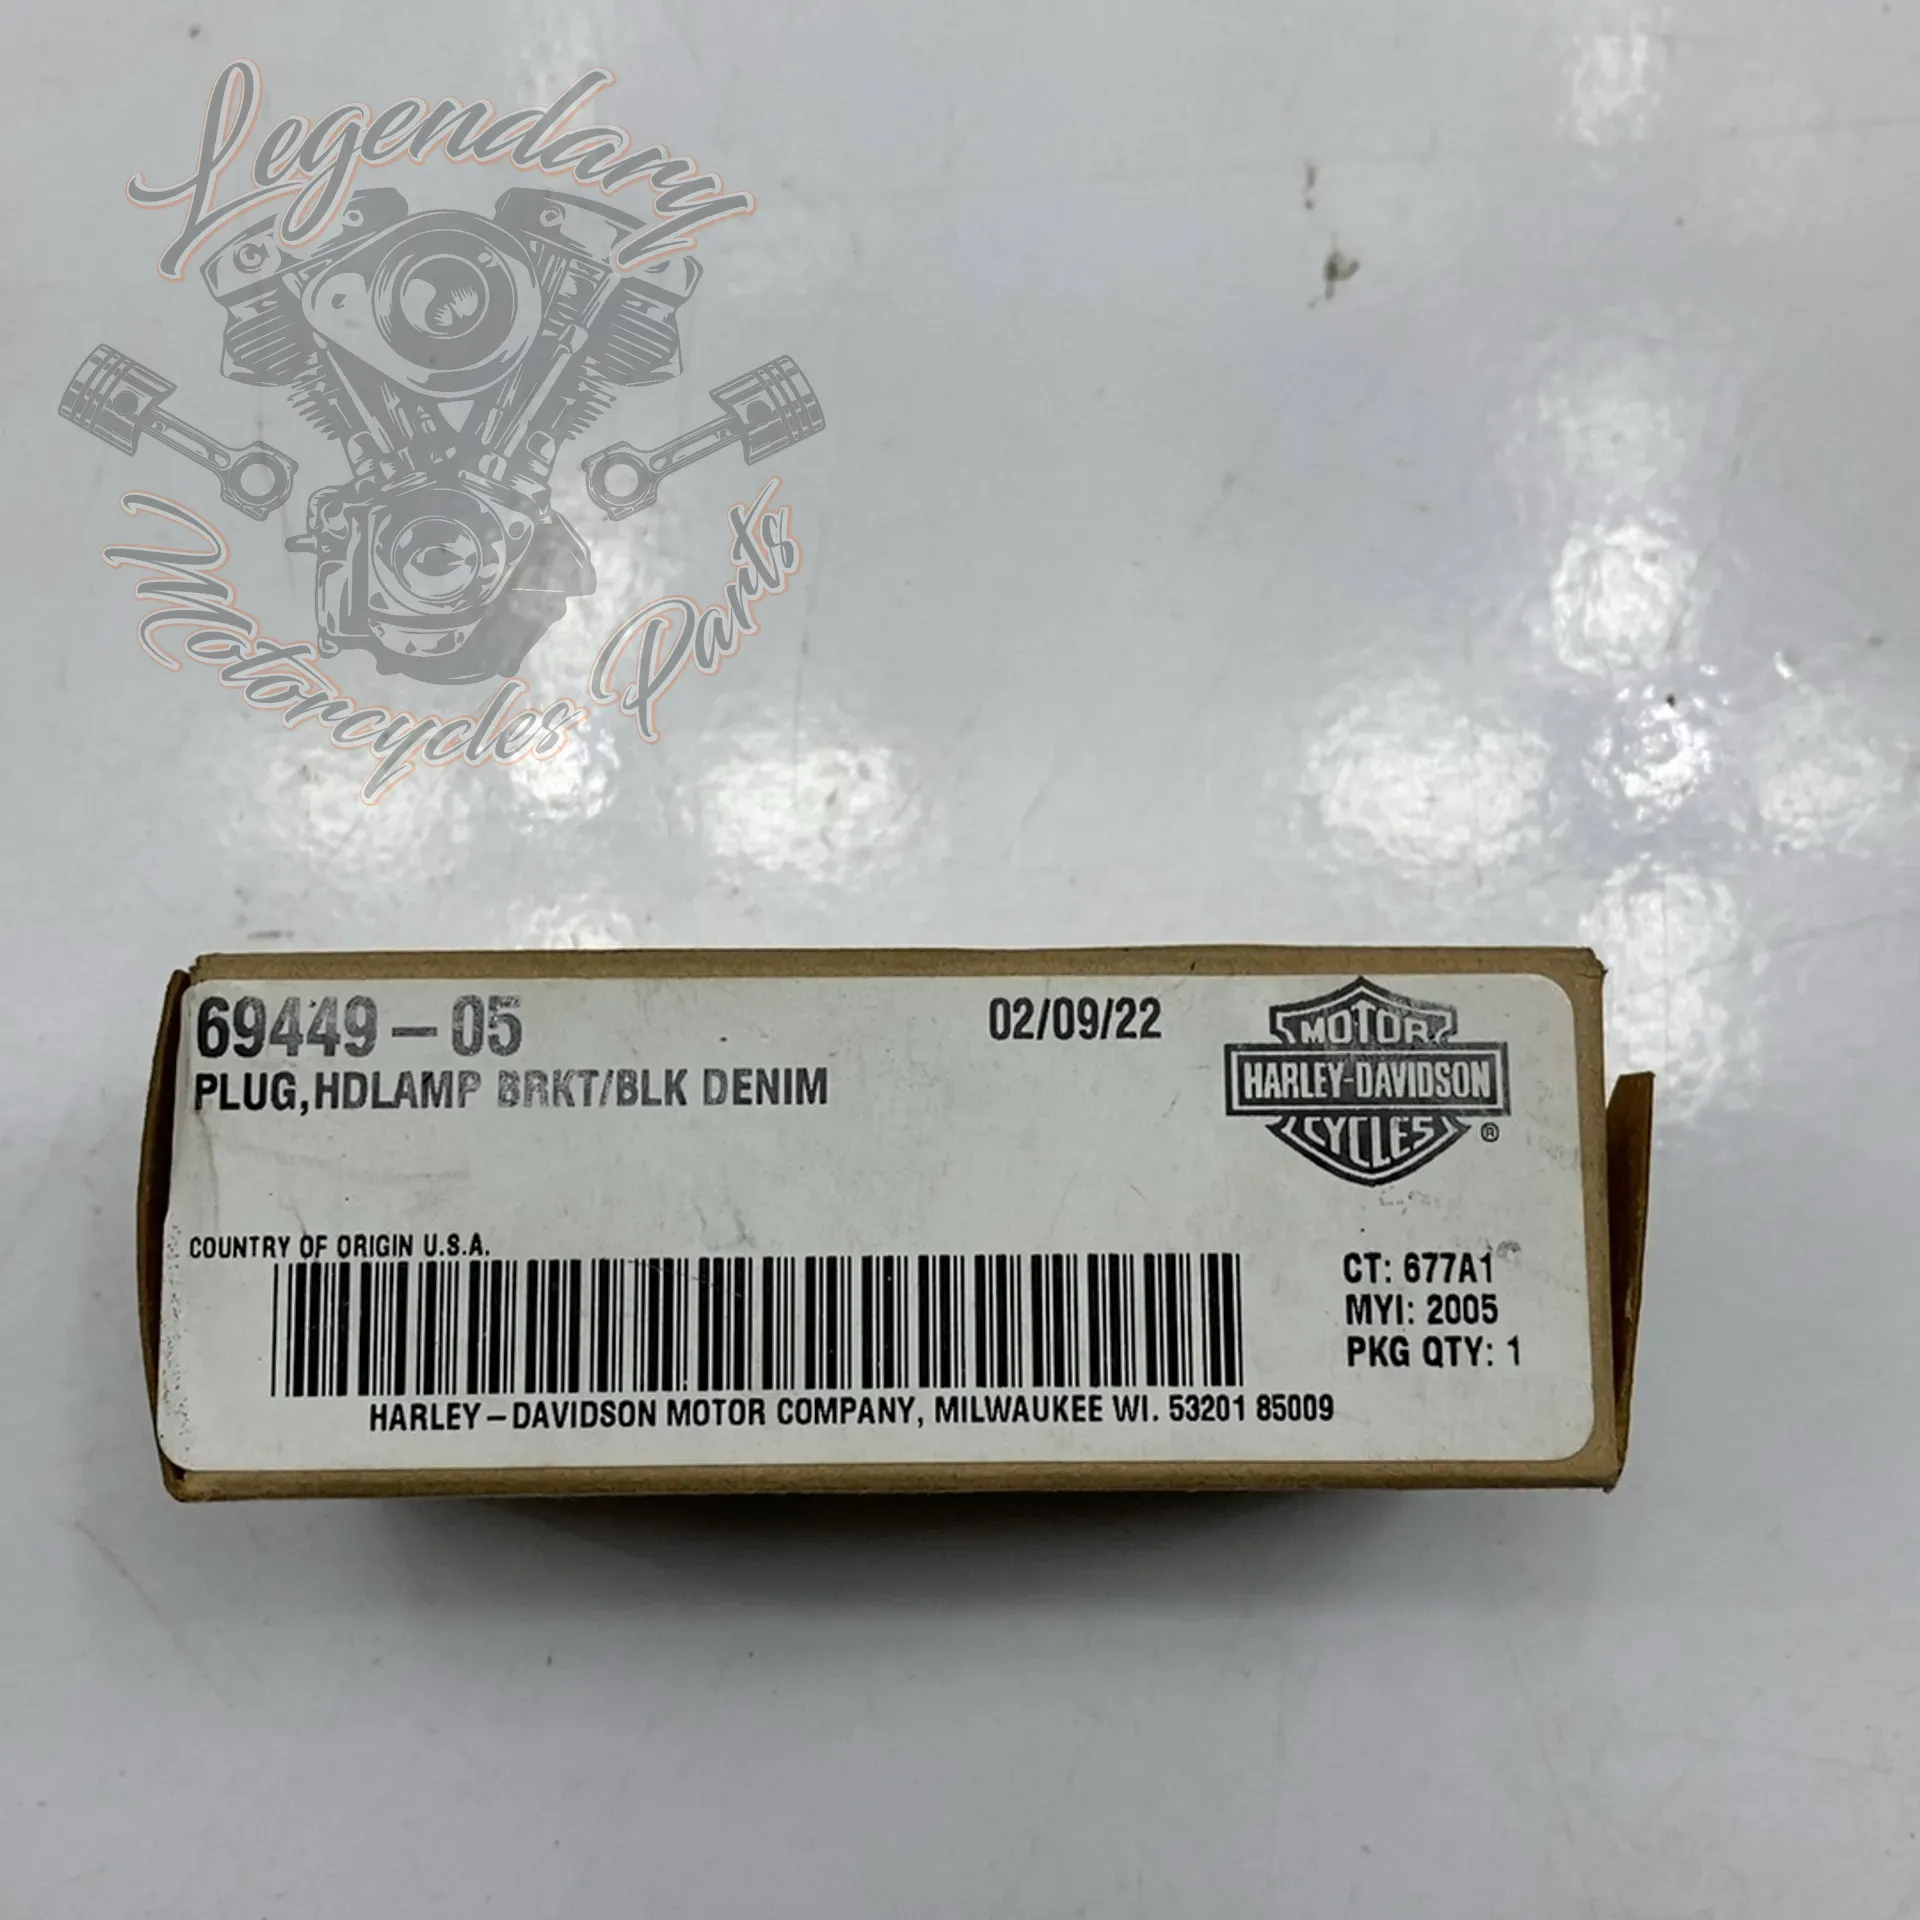 Legendary
Motorcycles Parts
69449-05
02/09/22
PLUG,HDLAMP BRKT/BLK DENIM
MOTOR
HARLEY-DAVIDSON
CYCLES
®
COUNTRY OF ORIGIN U.S.A.
CT: 677A1
MYI: 2005
PKG QTY: 1
HARLEY-DAVIDSON MOTOR COMPANY, MILWAUKEE WI. 53201 85009